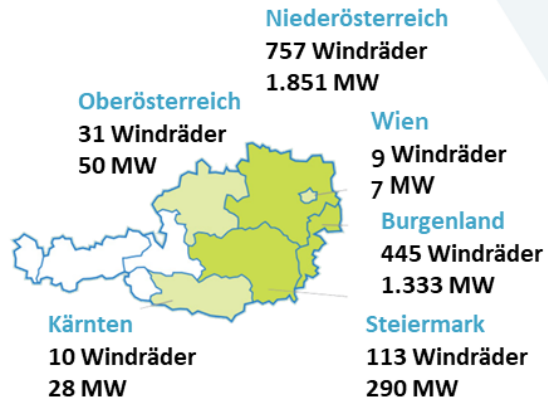 Niederösterreich
757 Windräder
1.851 MW
Oberösterreich
31 Windräder
50 MW
Wien
9 Windräder
7 MW
Burgenland
445 Windräder
1.333 MW
Kärnten
10 Windräder
28 MW
Steiermark
113 Windräder
290 MW